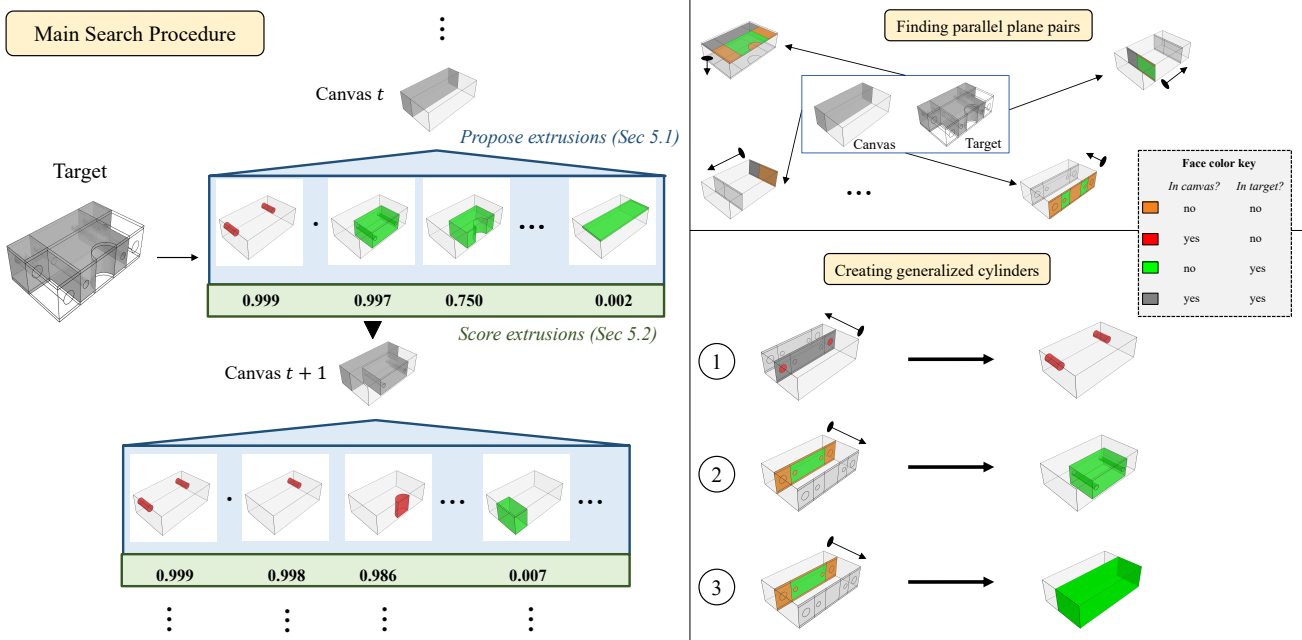 Main Search Procedure
Canvas t
Propose extrusions (Sec 5.1)
Target
0.999 0.997 0.750 0.002
Score extrusions (Sec 5.2)
Canvas t + 1
0.999 0.998 0.986 0.007
Finding parallel plane pairs
Canvas Target
Face color key
In canvas? In target?
no no
yes no
no yes
yes yes
Creating generalized cylinders
1
2
3